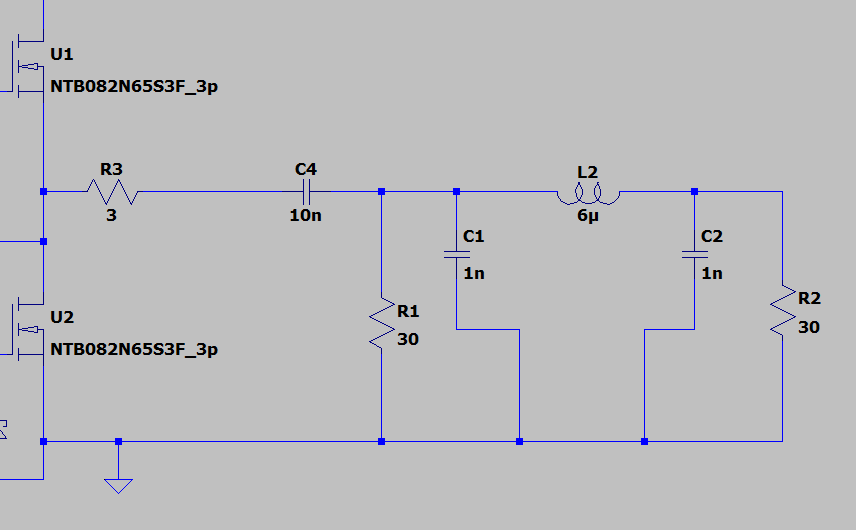 U1
NTB082N65S3F_3p
R3
3
C4
10n
L2
6µ
C1
1n
C2
1n
R1
30
R2
30
U2
NTB082N65S3F_3p